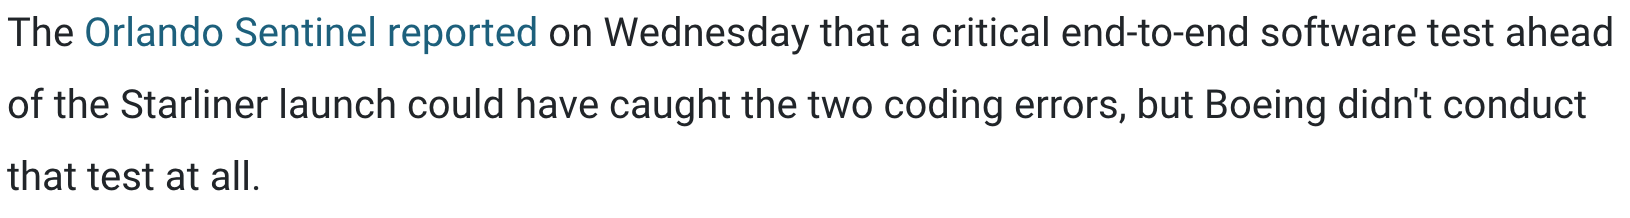 The Orlando Sentinel reported on Wednesday that a critical end-to-end software test ahead
of the Starliner launch could have caught the two coding errors, but Boeing didn't conduct
that test at all.